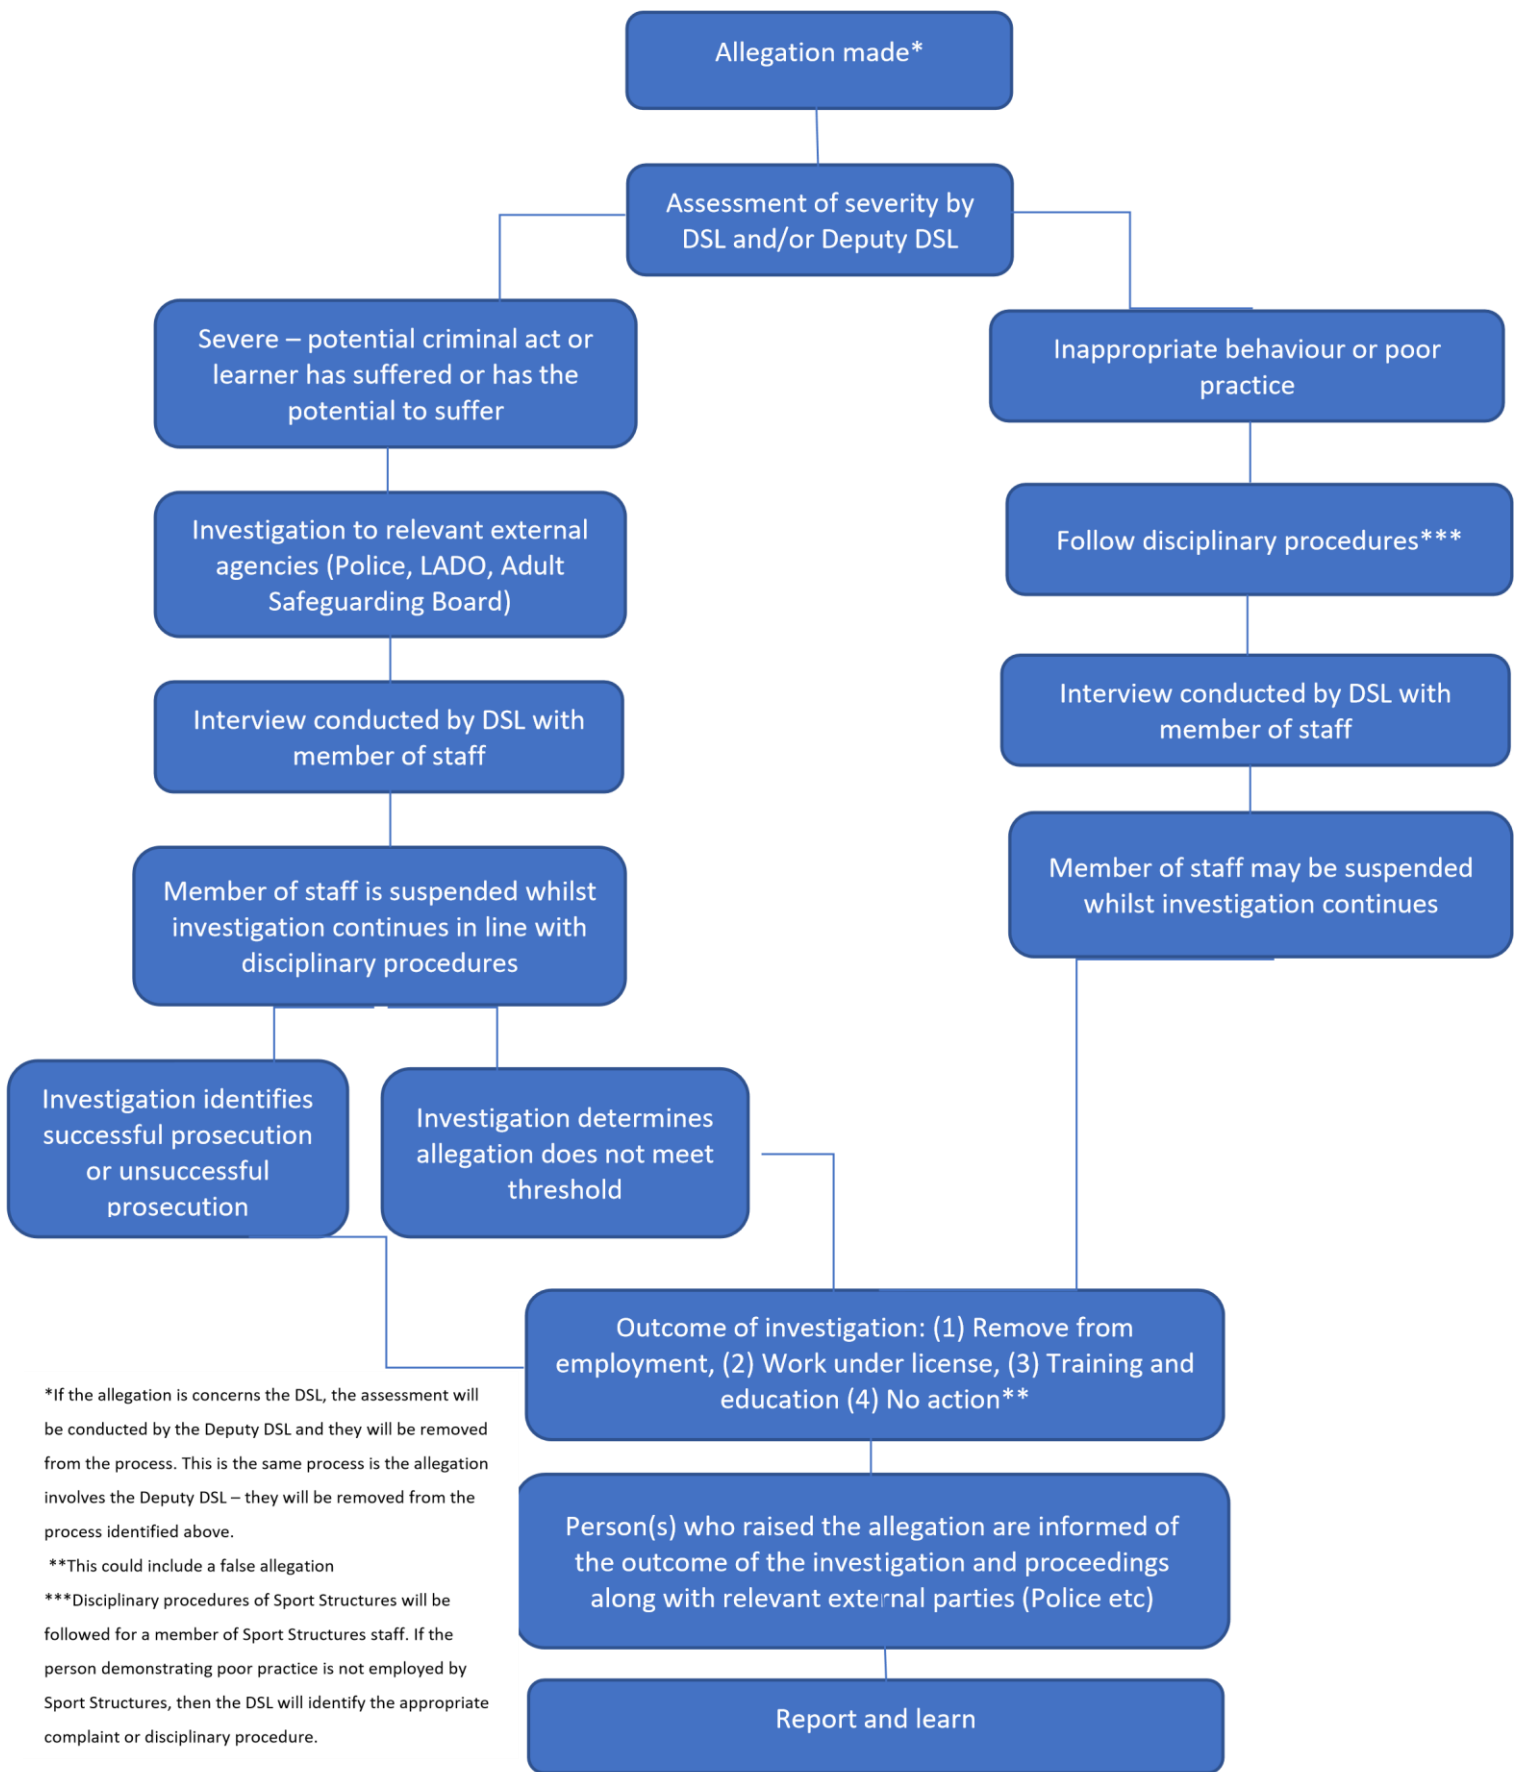 Allegation made*
Assessment of severity by
DSL and/or Deputy DSL
Severe – potential criminal act or
learner has suffered or has the
potential to suffer
Inappropriate behaviour or poor
practice
Investigation to relevant external
agencies (Police, LADO, Adult
Safeguarding Board)
Follow disciplinary procedures***
Interview conducted by DSL with
member of staff
Interview conducted by DSL with
member of staff
Member of staff is suspended whilst
investigation continues in line with
disciplinary procedures
Member of staff may be suspended
whilst investigation continues
Investigation identifies
successful prosecution
or unsuccessful
prosecution
Investigation determines
allegation does not meet
threshold
Outcome of investigation: (1) Remove from
employment, (2) Work under license, (3) Training and
education (4) No action**
Person(s) who raised the allegation are informed of
the outcome of the investigation and proceedings
along with relevant external parties (Police etc)
Report and learn
*If the allegation is concerns the DSL, the assessment will
be conducted by the Deputy DSL and they will be removed
from the process. This is the same process is the allegation
involves the Deputy DSL – they will be removed from the
process identified above.
**This could include a false allegation
***Disciplinary procedures of Sport Structures will be
followed for a member of Sport Structures staff. If the
person demonstrating poor practice is not employed by
Sport Structures, then the DSL will identify the appropriate
complaint or disciplinary procedure.